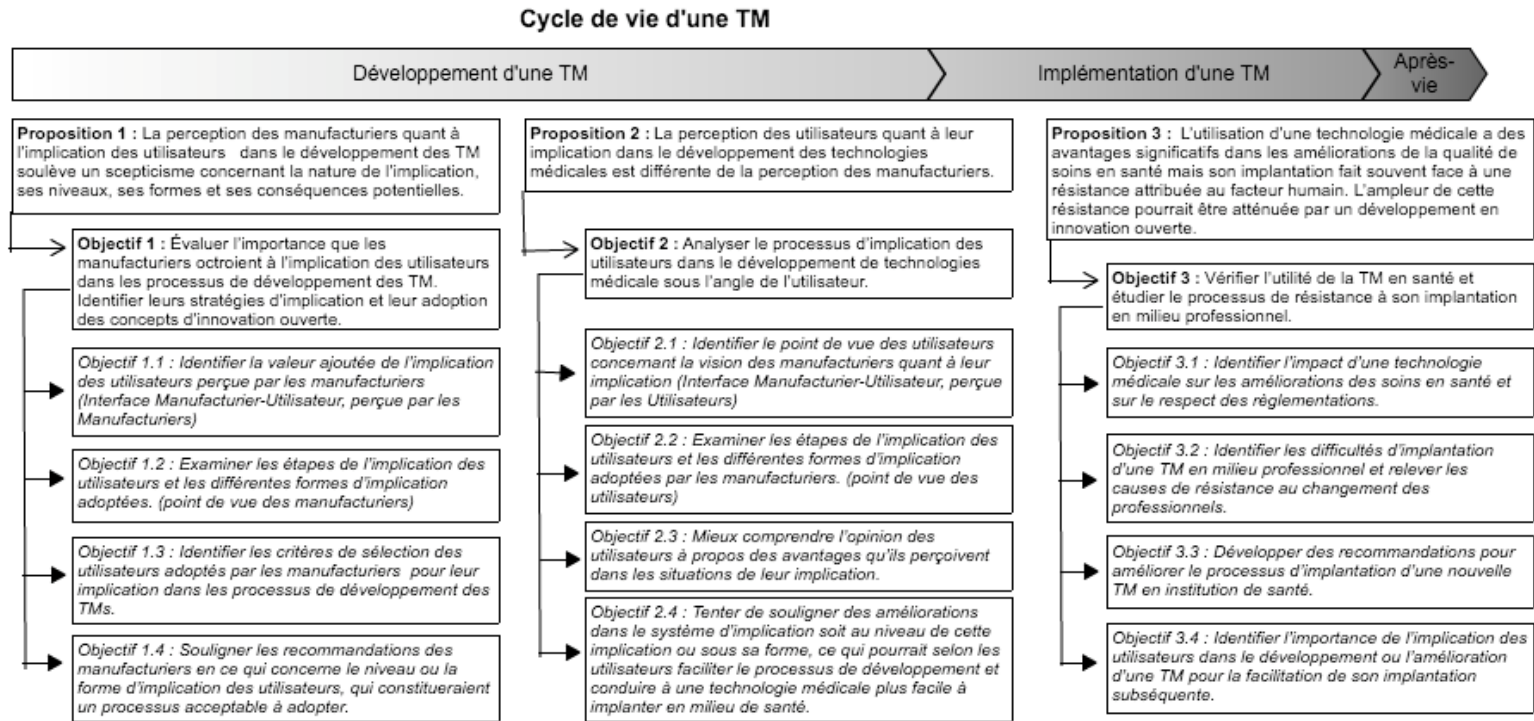 Cycle de vie d'une TM
Développement d'une TM
Implémentation d'une TM
Après-
vie
Proposition 1 : La perception des manufacturiers quant à
l'implication des utilisateurs dans le développement des TM
soulève un scepticisme concernant la nature de l'implication,
ses niveaux, ses formes et ses conséquences potentielles.
Objectif 1 : Évaluer l'importance que les
manufacturiers octroient à l'implication des utilisateurs
dans les processus de développement des TM.
Identifier leurs stratégies d'implication et leur adoption
des concepts d'innovation ouverte.
Objectif 1.1 : Identifier la valeur ajoutée de l'implication
des utilisateurs perçue par les manufacturiers
(Interface Manufacturier-Utilisateur, perçue par les
Manufacturiers)
Objectif 1.2 : Examiner les étapes de l'implication des
utilisateurs et les différentes formes d'implication
adoptées. (point de vue des manufacturiers)
Objectif 1.3 : Identifier les critères de sélection des
utilisateurs adoptés par les manufacturiers pour leur
implication dans les processus de développement des
TMs.
Objectif 1.4 : Souligner les recommandations des
manufacturiers en ce qui concerne le niveau ou la
forme d'implication des utilisateurs, qui constitueraient
un processus acceptable à adopter.
Proposition 2 : La perception des utilisateurs quant à leur
implication dans le développement des technologies
médicales est différente de la perception des manufacturiers.
Objectif 2 : Analyser le processus d'implication des
utilisateurs dans le développement de technologies
médicale sous l'angle de l'utilisateur.
Objectif 2.1 : Identifier le point de vue des utilisateurs
concernant la vision des manufacturiers quant à leur
implication (Interface Manufacturier-Utilisateur, perçue
par les Utilisateurs)
Objectif 2.2 : Examiner les étapes de l'implication des
utilisateurs et les différentes formes d'implication
adoptées par les manufacturiers. (point de vue des
utilisateurs)
Objectif 2.3 : Mieux comprendre l'opinion des
utilisateurs à propos des avantages qu'ils perçoivent
dans les situations de leur implication.
Objectif 2.4 : Tenter de souligner des améliorations
dans le système d'implication soit au niveau de cette
implication ou sous sa forme, ce qui pourrait selon les
utilisateurs faciliter le processus de développement et
conduire à une technologie médicale plus facile à
implanter en milieu de santé.
Proposition 3 : L'utilisation d'une technologie médicale a des
avantages significatifs dans les améliorations de la qualité de
soins en santé mais son implantation fait souvent face à une
résistance attribuée au facteur humain. L'ampleur de cette
résistance pourrait être atténuée par un développement en
innovation ouverte.
Objectif 3 : Vérifier l'utilité de la TM en santé et
étudier le processus de résistance à son implantation
en milieu professionnel.
Objectif 3.1 : Identifier l'impact d'une technologie
médicale sur les améliorations des soins en santé et
sur le respect des règlementations.
Objectif 3.2 : Identifier les difficultés d'implantation
d'une TM en milieu professionnel et relever les
causes de résistance au changement des
professionnels.
Objectif 3.3 : Développer des recommandations pour
améliorer le processus d'implantation d'une nouvelle
TM en institution de santé.
Objectif 3.4 : Identifier l'importance de l'implication des
utilisateurs dans le développement ou l'amélioration
d'une TM pour la facilitation de son implantation
subséquente.